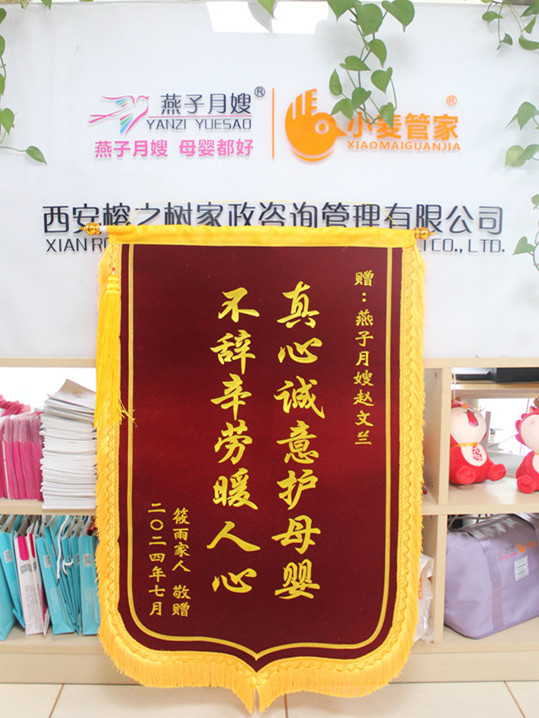 燕子月嫂®
YANZI YUESAO
燕子月嫂 母婴都好
小麦管家®
XIAOMAIGUANJIA
西安榕之树家政咨询管理有限公司
XIAN CO., LTD.
赠：燕子月嫂赵文兰
真心诚意护母婴
不辞辛劳暖人心
筱雨家人 敬赠
二〇二四年七月